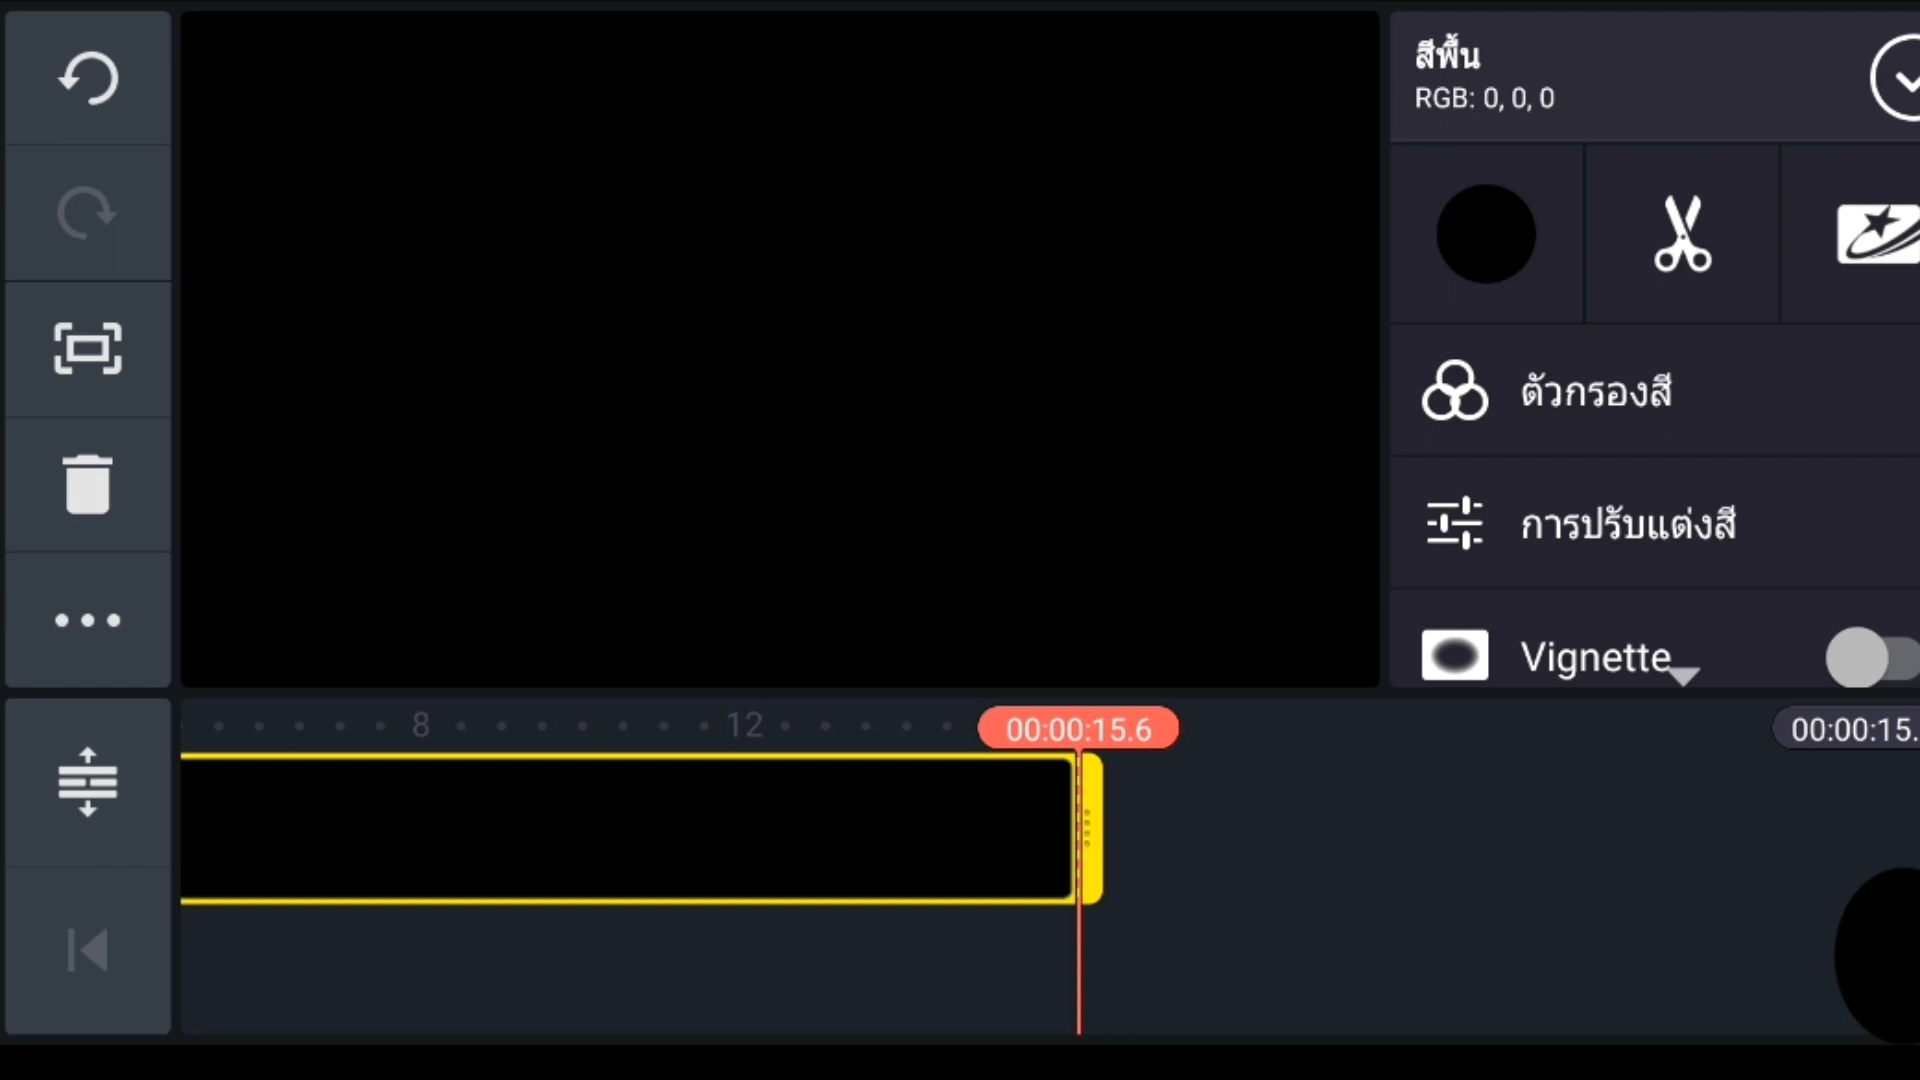 สีพื้น
RGB: 0, 0, 0
ตัวกรองสี
การปรับแต่งสี
Vignette
8
12
00:00:15.6
00:00:15.